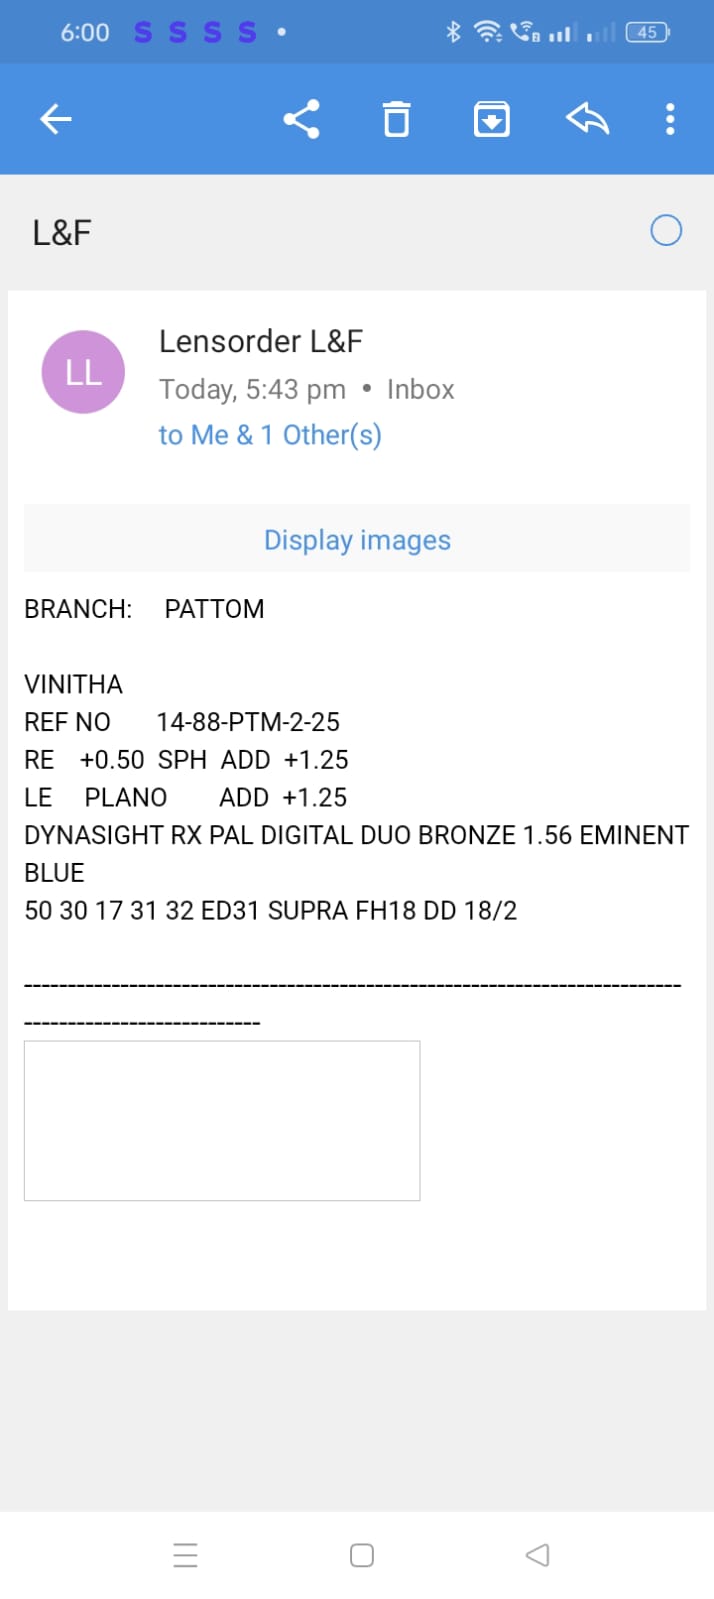 6:00 S S S S • 45
L&F
LL
Lensorder L&F
Today, 5:43 pm • Inbox
to Me & 1 Other(s)
Display images
BRANCH: PATTOM
VINITHA
REF NO 14-88-PTM-2-25
RE +0.50 SPH ADD +1.25
LE PLANO ADD +1.25
DYNASIGHT RX PAL DIGITAL DUO BRONZE 1.56 EMINENT
BLUE
50 30 17 31 32 ED31 SUPRA FH18 DD 18/2
---------------------------------------------------------------------------
---------------------------